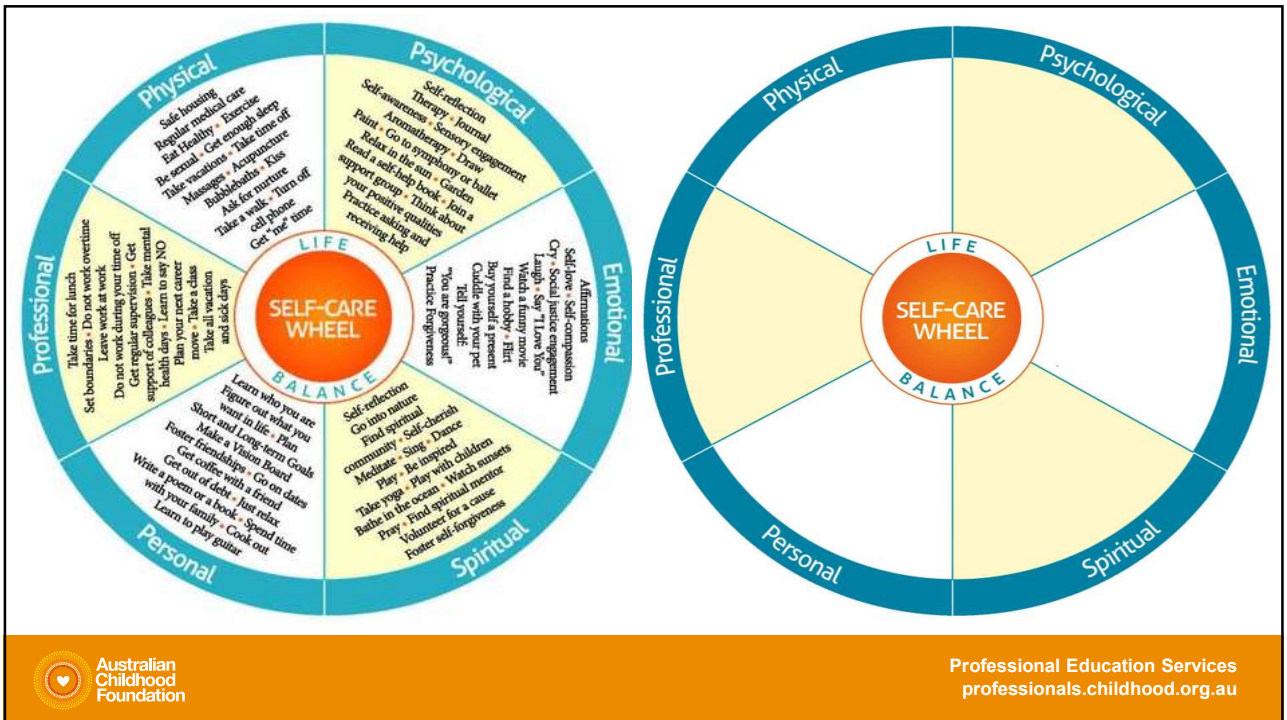 Physical
Safe housing
Regular medical care
Eat Healthy • Exercise
Be sexual • Get enough sleep
Take vacations • Take time off
Massages • Acupuncture
Bubblebaths • Kiss
Ask for nurture
Take a walk • Turn off
cell phone
Get "me" time
Psychological
Self-reflection
Therapy • Journal
Self-awareness • Sensory engagement
Aromatherapy • Draw
Paint • Go to symphony or ballet
Relax in the sun • Garden
Read a self-help book • Join a
support group • Think about
your positive qualities
Practice asking and
receiving help
Emotional
Affirmations
Self-love • Self-compassion
Cry • Social justice engagement
Laugh • Say "I Love You"
Watch a funny movie
Find a hobby • Flirt
Buy yourself a present
Cuddle with your pet
Tell yourself:
"You are gorgeous!"
Practice Forgiveness
Spiritual
Self-reflection
Go into nature
Find spiritual
community • Self-cherish
Meditate • Sing • Dance
Play • Be inspired
Take yoga • Play with children
Bathe in the ocean • Watch sunsets
Pray • Find spiritual mentor
Volunteer for a cause
Foster self-forgiveness
Personal
Learn who you are
Figure out what you
want in life • Plan
Short and Long-term Goals
Make a Vision Board
Foster friendships • Go on dates
Get coffee with a friend
Get out of debt • Just relax
Write a poem or a book • Spend time
with your family • Cook out
Learn to play guitar
Professional
Take time for lunch
Set boundaries • Do not work overtime
Leave work at work
Do not work during your time off
Get regular supervision • Get
support of colleagues • Take mental
health days • Learn to say NO
Plan your next career
move • Take a class
Take all vacation
and sick days
LIFE
SELF-CARE
WHEEL
BALANCE
Physical
Psychological
Emotional
Spiritual
Personal
Professional
LIFE
SELF-CARE
WHEEL
BALANCE
Australian
Childhood
Foundation
Professional Education Services
professionals.childhood.org.au